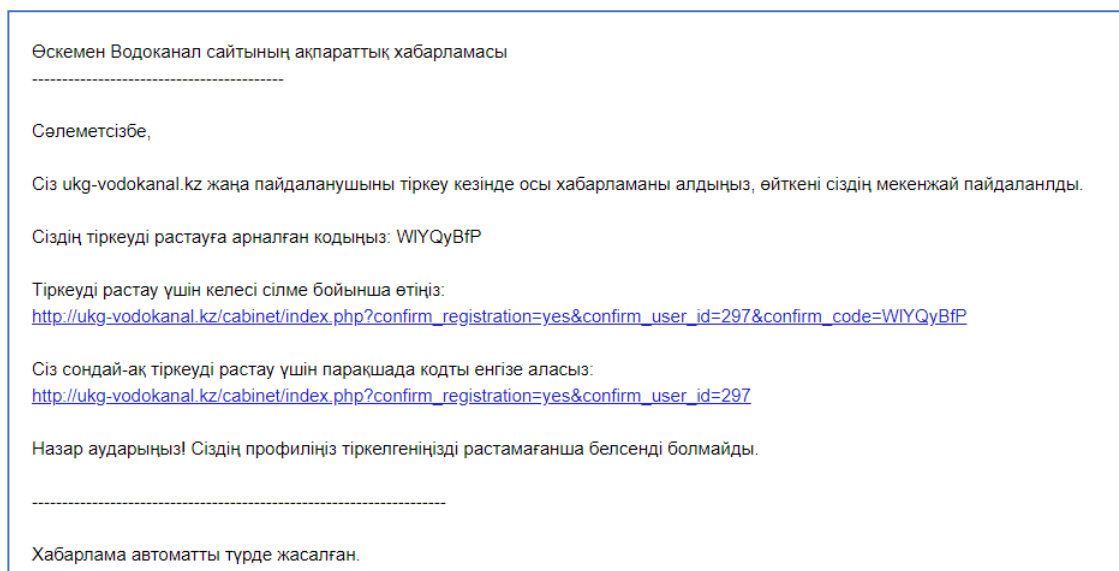 Өскемен Водоканал сайтының ақпараттық хабарламасы
------------------------------------------
Сәлеметсізбе,
Сіз ukg-vodokanal.kz жаңа пайдаланушыны тіркеу кезінде осы хабарламаны алдыңыз, өйткені сіздің мекенжай пайдаланлды.
Сіздің тіркеуді растауға арналған кодыңыз: WIYQyBfP
Тіркеуді растау үшін келесі сілме бойынша өтіңіз:
http://ukg-vodokanal.kz/cabinet/index.php?confirm_registration=yes&confirm_user_id=297&confirm_code=WIYQyBfP
Сіз сондай-ақ тіркеуді растау үшін парақшада кодты енгізе аласыз:
http://ukg-vodokanal.kz/cabinet/index.php?confirm_registration=yes&confirm_user_id=297
Назар аударыңыз! Сіздің профиліңіз тіркелгеніңізді растамағанша белсенді болмайды.
---------------------------------------------------------------------
Хабарлама автоматты түрде жасалған.